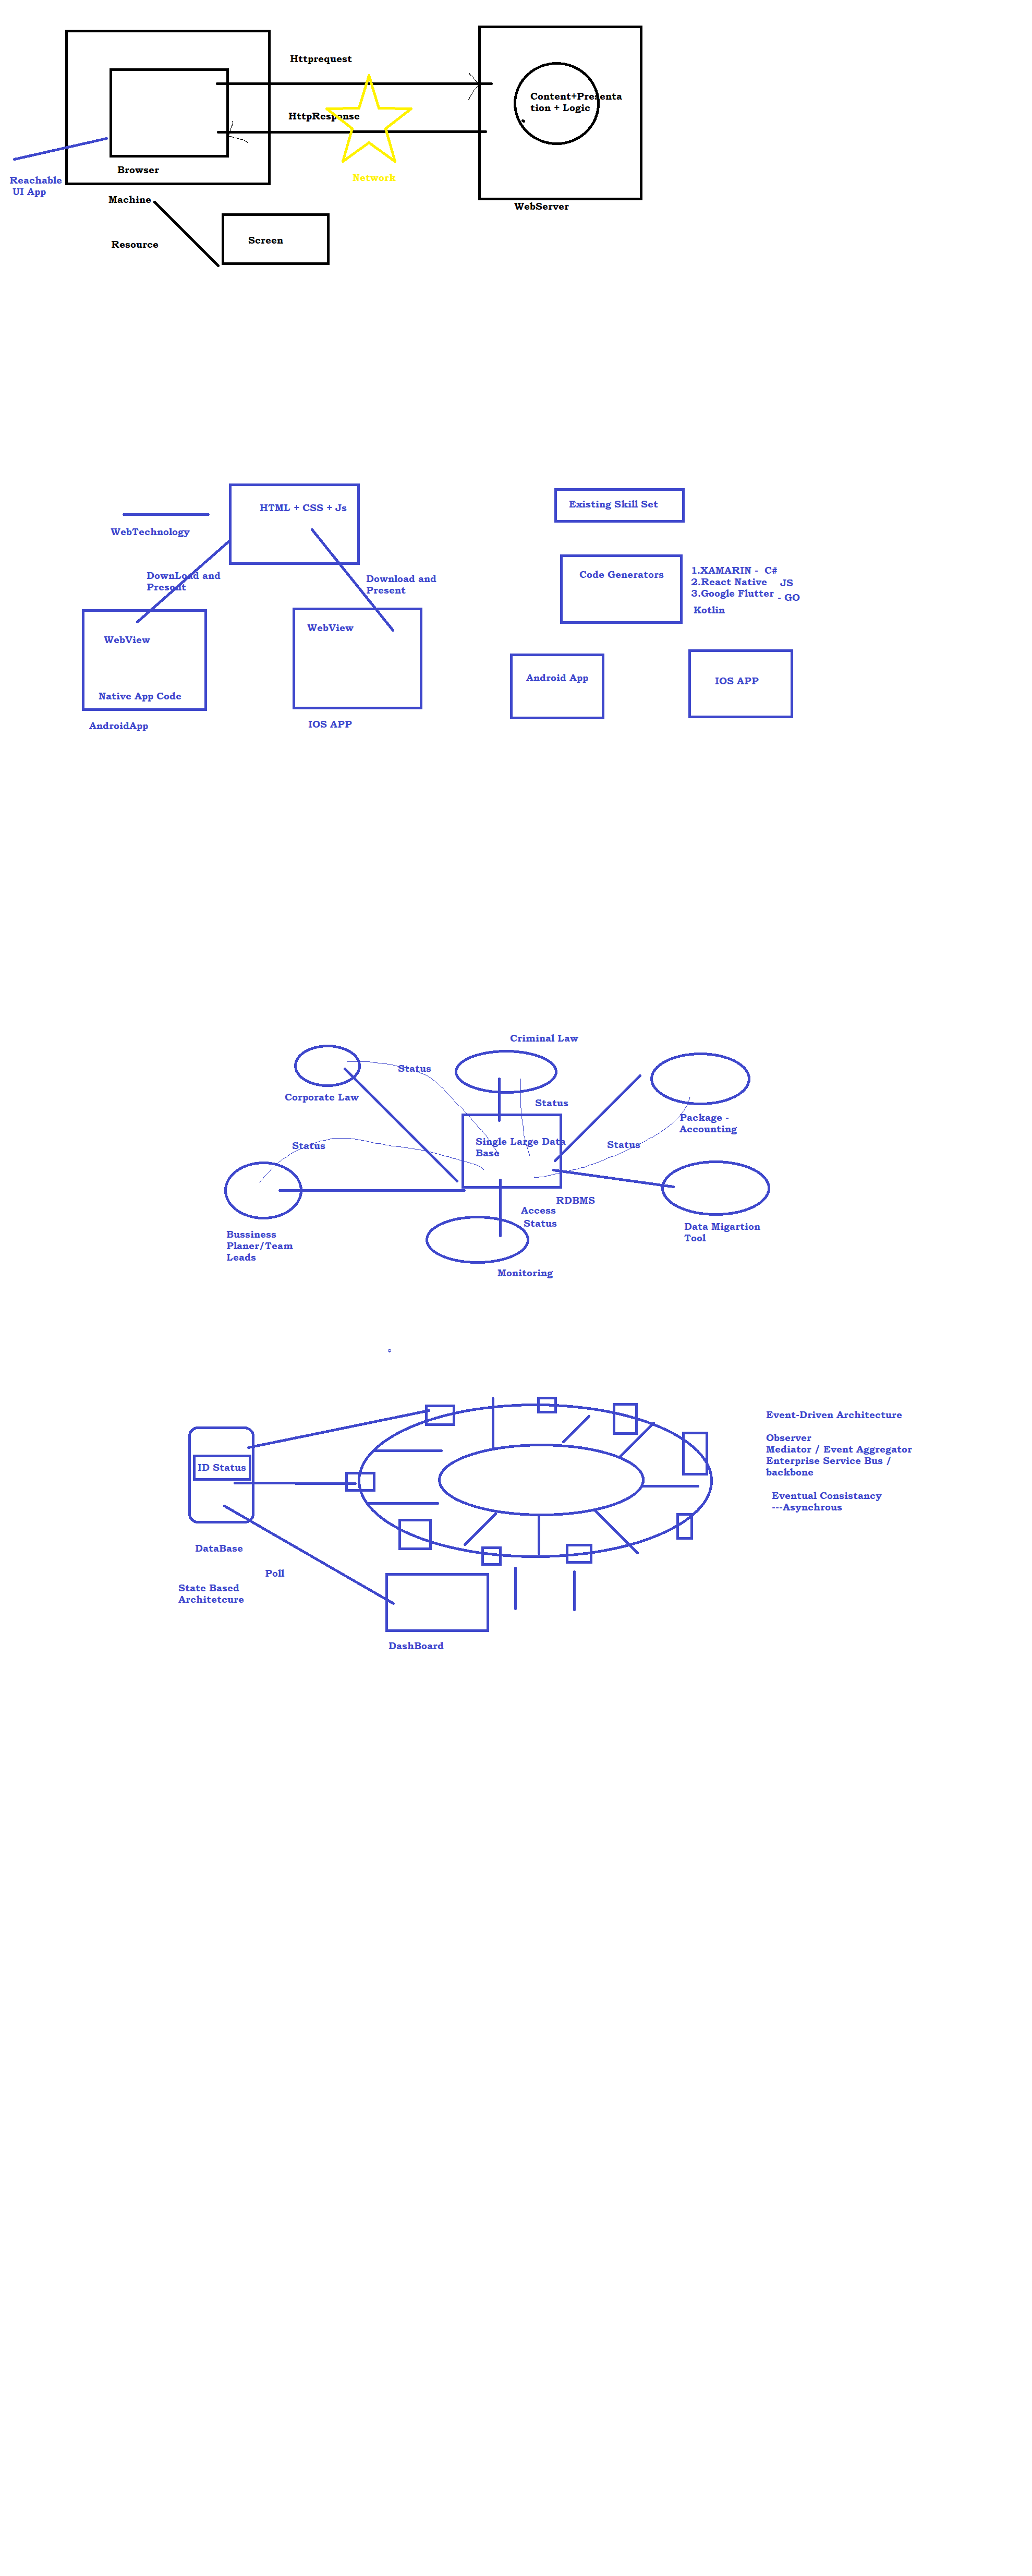 Httprequest
Content+Presenta
tion + Logic
HttpResponse
Browser
Network
Reachable
UI App
Machine
WebServer
Resource
Screen
HTML + CSS + Js
Existing Skill Set
WebTechnology
DownLoad and
Present
Download and
Present
Code Generators
1.XAMARIN - C#
2.React Native JS
3.Google Flutter - GO
Kotlin
WebView
Native App Code
AndroidApp
WebView
IOS APP
Android App
IOS APP
Criminal Law
Status
Corporate Law
Status
Package -
Accounting
Single Large Data
Base
Status
Status
RDBMS
Access
Status
Bussiness
Planer/Team
Leads
Data Migartion
Tool
Monitoring
ID Status
DataBase
Poll
State Based
Architetcure
DashBoard
Event-Driven Architecture
Observer
Mediator / Event Aggregator
Enterprise Service Bus /
backbone
Eventual Consistancy
---Asynchrous